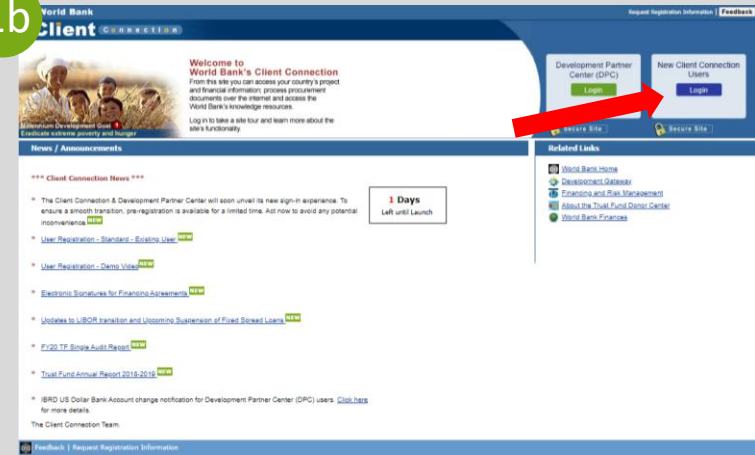 1b
World Bank
Client Connection
Request Registration Information | Feedback
Welcome to
World Bank's Client Connection
From this site you can access your country's project
and financial information; process procurement
documents over the internet and access the
World Bank's knowledge resources.
Log in to take a site tour and learn more about the
site's functionality.
Millennium Development Goal 1
Eradicate extreme poverty and hunger
Development Partner
Center (DPC)
Login
Secure Site
New Client Connection
Users
Login
Secure Site
News / Announcements
*** Client Connection News ***
* The Client Connection & Development Partner Center will soon unveil its new sign-in experience. To
ensure a smooth transition, pre-registration is available for a limited time. Act now to avoid any potential
inconvenience. NEW
1 Days
Left until Launch
* User Registration - Standard - Existing User NEW
* User Registration - Demo Video NEW
* Electronic Signatures for Financing Agreements NEW
* Updates to LIBOR transition and Upcoming Suspension of Fixed Spread Loans NEW
* FY20 TF Single Audit Report NEW
* Trust Fund Annual Report 2018-2019 NEW
* IBRD US Dollar Bank Account change notification for Development Partner Center (DPC) users. Click here
for more details.
The Client Connection Team.
Related Links
World Bank Home
Development Gateway
Financing and Risk Management
About the Trust Fund Donor Center
World Bank Finances
Feedback | Request Registration Information